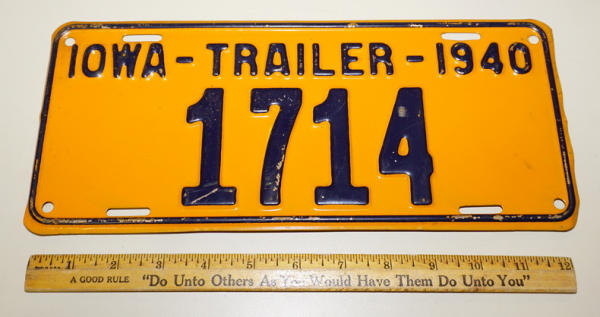 IOWA-TRAILER-1940
1714
1 2 3 4 5 6 7 8 9 10 11 12
A GOOD RULE "Do Unto Others As You Would Have Them Do Unto You"